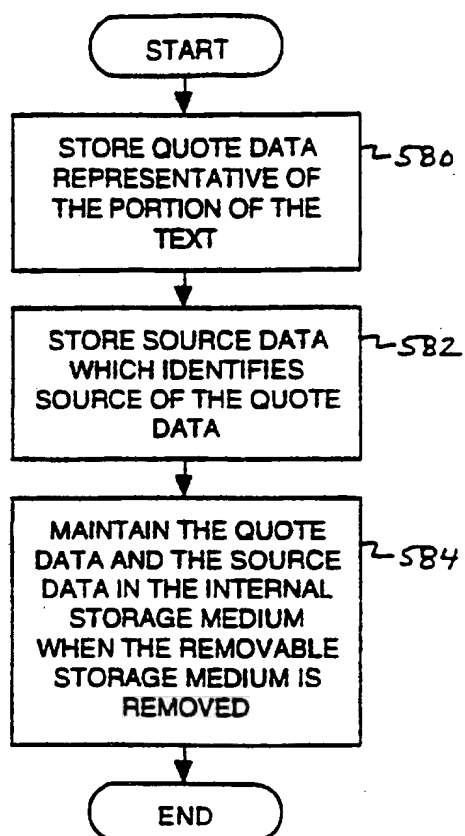 START
STORE QUOTE DATA
580
REPRESENTATIVE OF
THE PORTION OF THE
TEXT
STORE SOURCE DATA
582
WHICH IDENTIFIES
SOURCE OF THE QUOTE
DATA
MAINTAIN THE QUOTE
584
DATA AND THE SOURCE
DATA IN THE INTERNAL
STORAGE MEDIUM
WHEN THE REMOVABLE
STORAGE MEDIUM IS
REMOVED
END